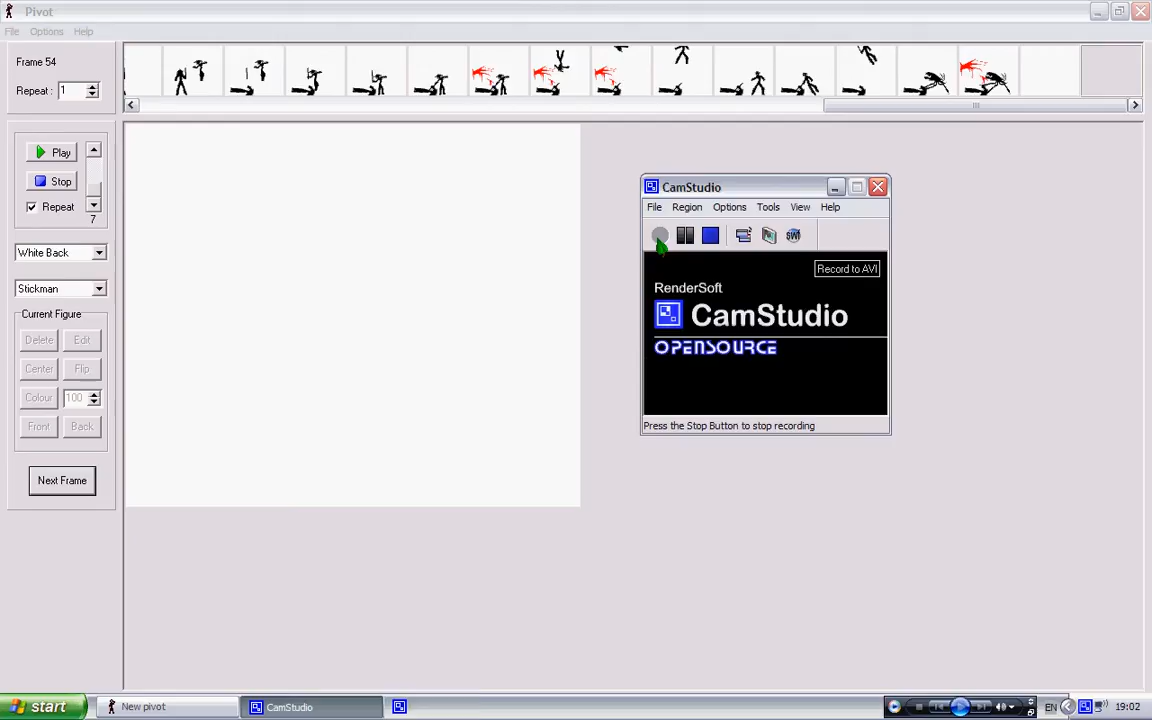 Pivot
File Options Help
Frame 54
Repeat : 1
Play
Stop
Repeat
7
White Back
Stickman
Current Figure
Delete Edit
Center Flip
Colour 100
Front Back
Next Frame
CamStudio
File Region Options Tools View Help
SWF
Record to AVI
RenderSoft
CamStudio
OPENSOURCE
Press the Stop Button to stop recording
start New pivot CamStudio EN 19:02